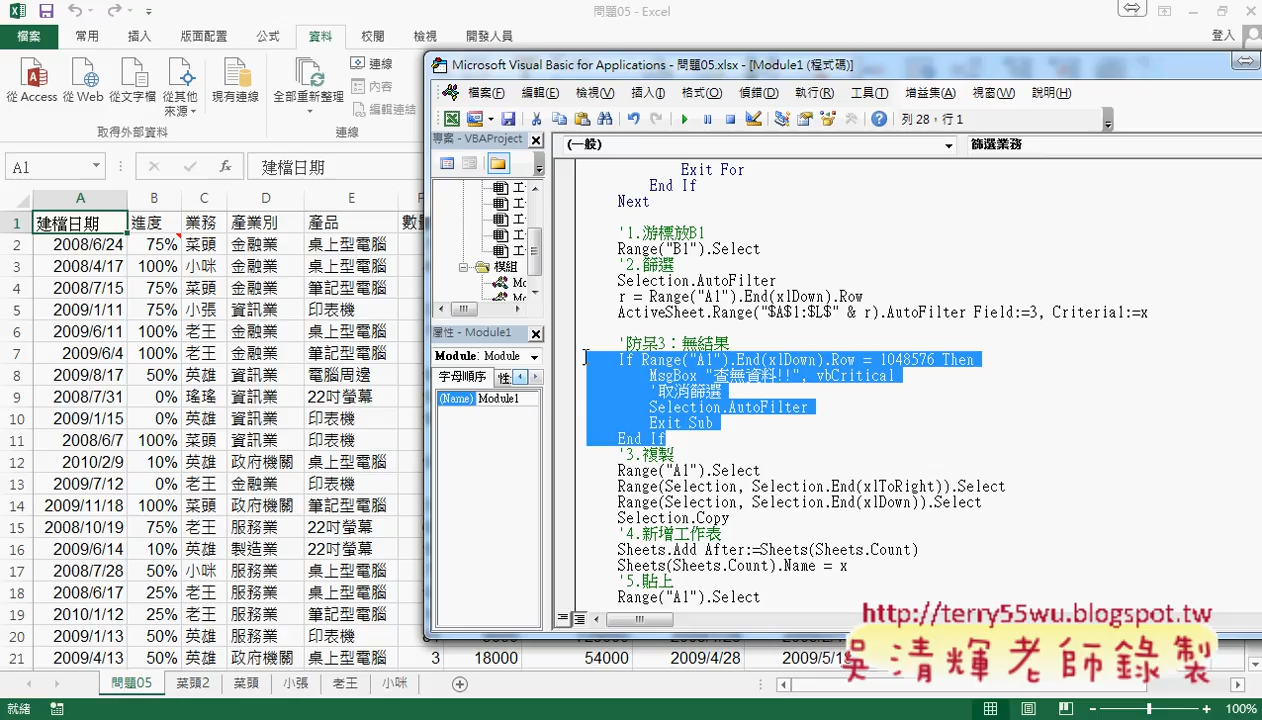 問題05 - Excel
檔案 常用 插入 版面配置 公式 資料 校閱 檢視 開發人員 登入
從 Access 從 Web 從文字檔 從其他來源 現有連線 全部重新整理 連線 內容 編輯連結
取得外部資料 連線
A1 fx 建檔日期
A B C D E
1 建檔日期 進度 業務 產業別 產品 數
2 2008/6/24 75% 菜頭 金融業 桌上型電腦
3 2008/4/17 100% 小咪 金融業 桌上型電腦
4 2008/7/15 75% 菜頭 金融業 筆記型電腦
5 2009/1/11 75% 小張 資訊業 印表機
6 2009/6/11 100% 老王 資訊業 桌上型電腦
7 2009/6/4 100% 老王 金融業 筆記型電腦
8 2009/8/17 50% 英雄 資訊業 電腦周邊
9 2008/7/31 0% 瑤瑤 資訊業 22吋螢幕
10 2009/1/15 0% 英雄 資訊業 印表機
11 2008/6/7 100% 菜頭 資訊業 印表機
12 2010/2/9 10% 英雄 政府機關 桌上型電腦
13 2009/7/12 0% 老王 金融業 印表機
14 2009/11/18 100% 菜頭 政府機關 筆記型電腦
15 2008/10/19 75% 老王 服務業 22吋螢幕
16 2009/6/14 10% 英雄 製造業 22吋螢幕
17 2008/7/28 50% 小咪 服務業 桌上型電腦
18 2008/6/17 25% 老王 服務業 桌上型電腦
19 2010/1/12 25% 老王 服務業 筆記型電腦
20 2009/1/13 50% 英雄 服務業 印表機
21 2009/4/13 50% 英雄 資訊業 桌上型電腦 3 18000 54000 2009/4/28
問題05 菜頭2 菜頭 小張 老王 小咪
就緒 100%
Microsoft Visual Basic for Applications - 問題05.xlsx - [Module1 (程式碼)]
檔案(F) 編輯(E) 檢視(V) 插入(I) 格式(O) 偵錯(D) 執行(R) 工具(T) 增益集(A) 視窗(W) 說明(H)
列 28，行 1
專案 - VBAProject
模組
屬性 - Module1
Module1 Module
字母順序
(Name) Module1
(一般) 篩選業務
Exit For
End If
Next
'1.游標放B1
Range("B1").Select
'2.篩選
Selection.AutoFilter
r = Range("A1").End(xlDown).Row
ActiveSheet.Range("$A$1:$L$" & r).AutoFilter Field:=3, Criteria1:=x
'防呆3：無結果
If Range("A1").End(xlDown).Row = 1048576 Then
MsgBox "查無資料!!", vbCritical
'取消篩選
Selection.AutoFilter
Exit Sub
End If
'3.複製
Range("A1").Select
Range(Selection, Selection.End(xlToRight)).Select
Range(Selection, Selection.End(xlDown)).Select
Selection.Copy
'4.新增工作表
Sheets.Add After:=Sheets(Sheets.Count)
Sheets(Sheets.Count).Name = x
'5.貼上
Range("A1").Select
http://terry55wu.blogspot.tw
吳清輝老師錄製